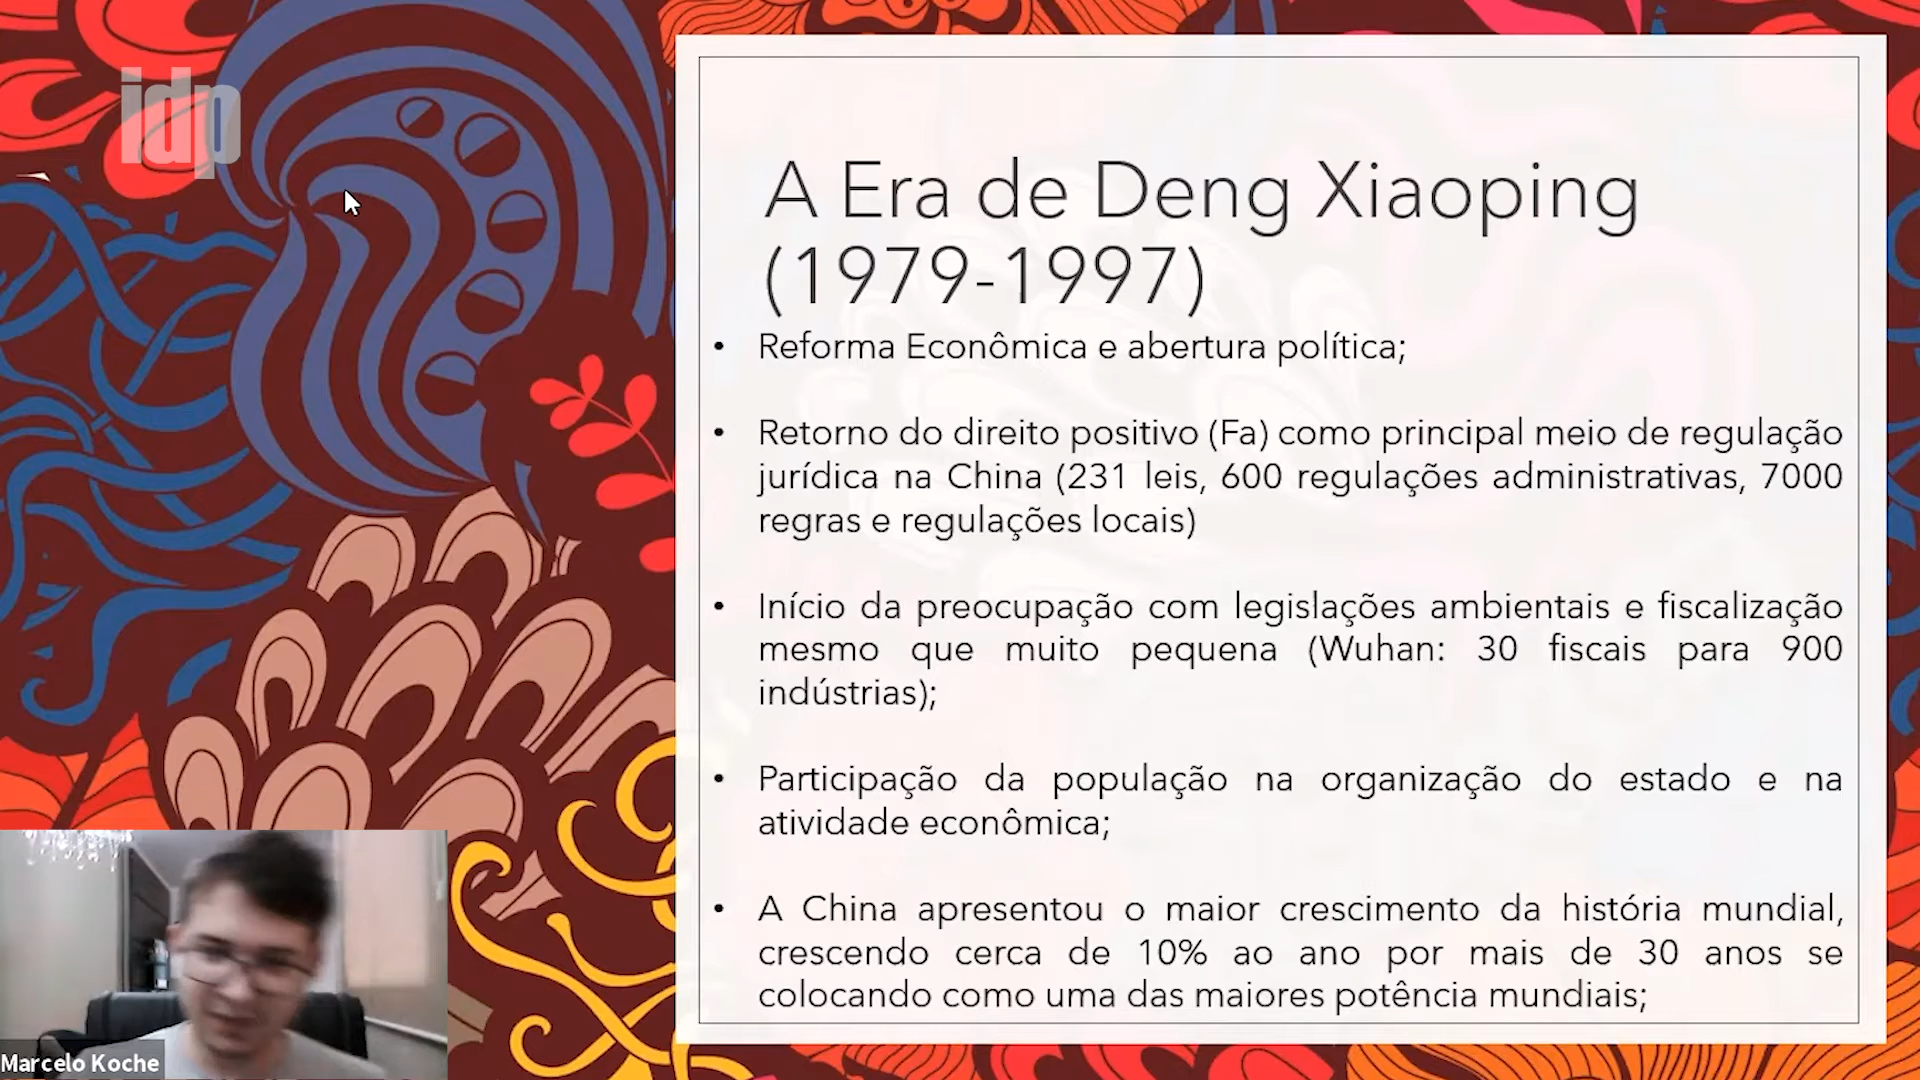 idp
A Era de Deng Xiaoping
(1979-1997)
• Reforma Econômica e abertura política;
• Retorno do direito positivo (Fa) como principal meio de regulação
jurídica na China (231 leis, 600 regulações administrativas, 7000
regras e regulações locais)
• Início da preocupação com legislações ambientais e fiscalização
mesmo que muito pequena (Wuhan: 30 fiscais para 900
indústrias);
• Participação da população na organização do estado e na
atividade econômica;
• A China apresentou o maior crescimento da história mundial,
crescendo cerca de 10% ao ano por mais de 30 anos se
colocando como uma das maiores potência mundiais;
Marcelo Koche